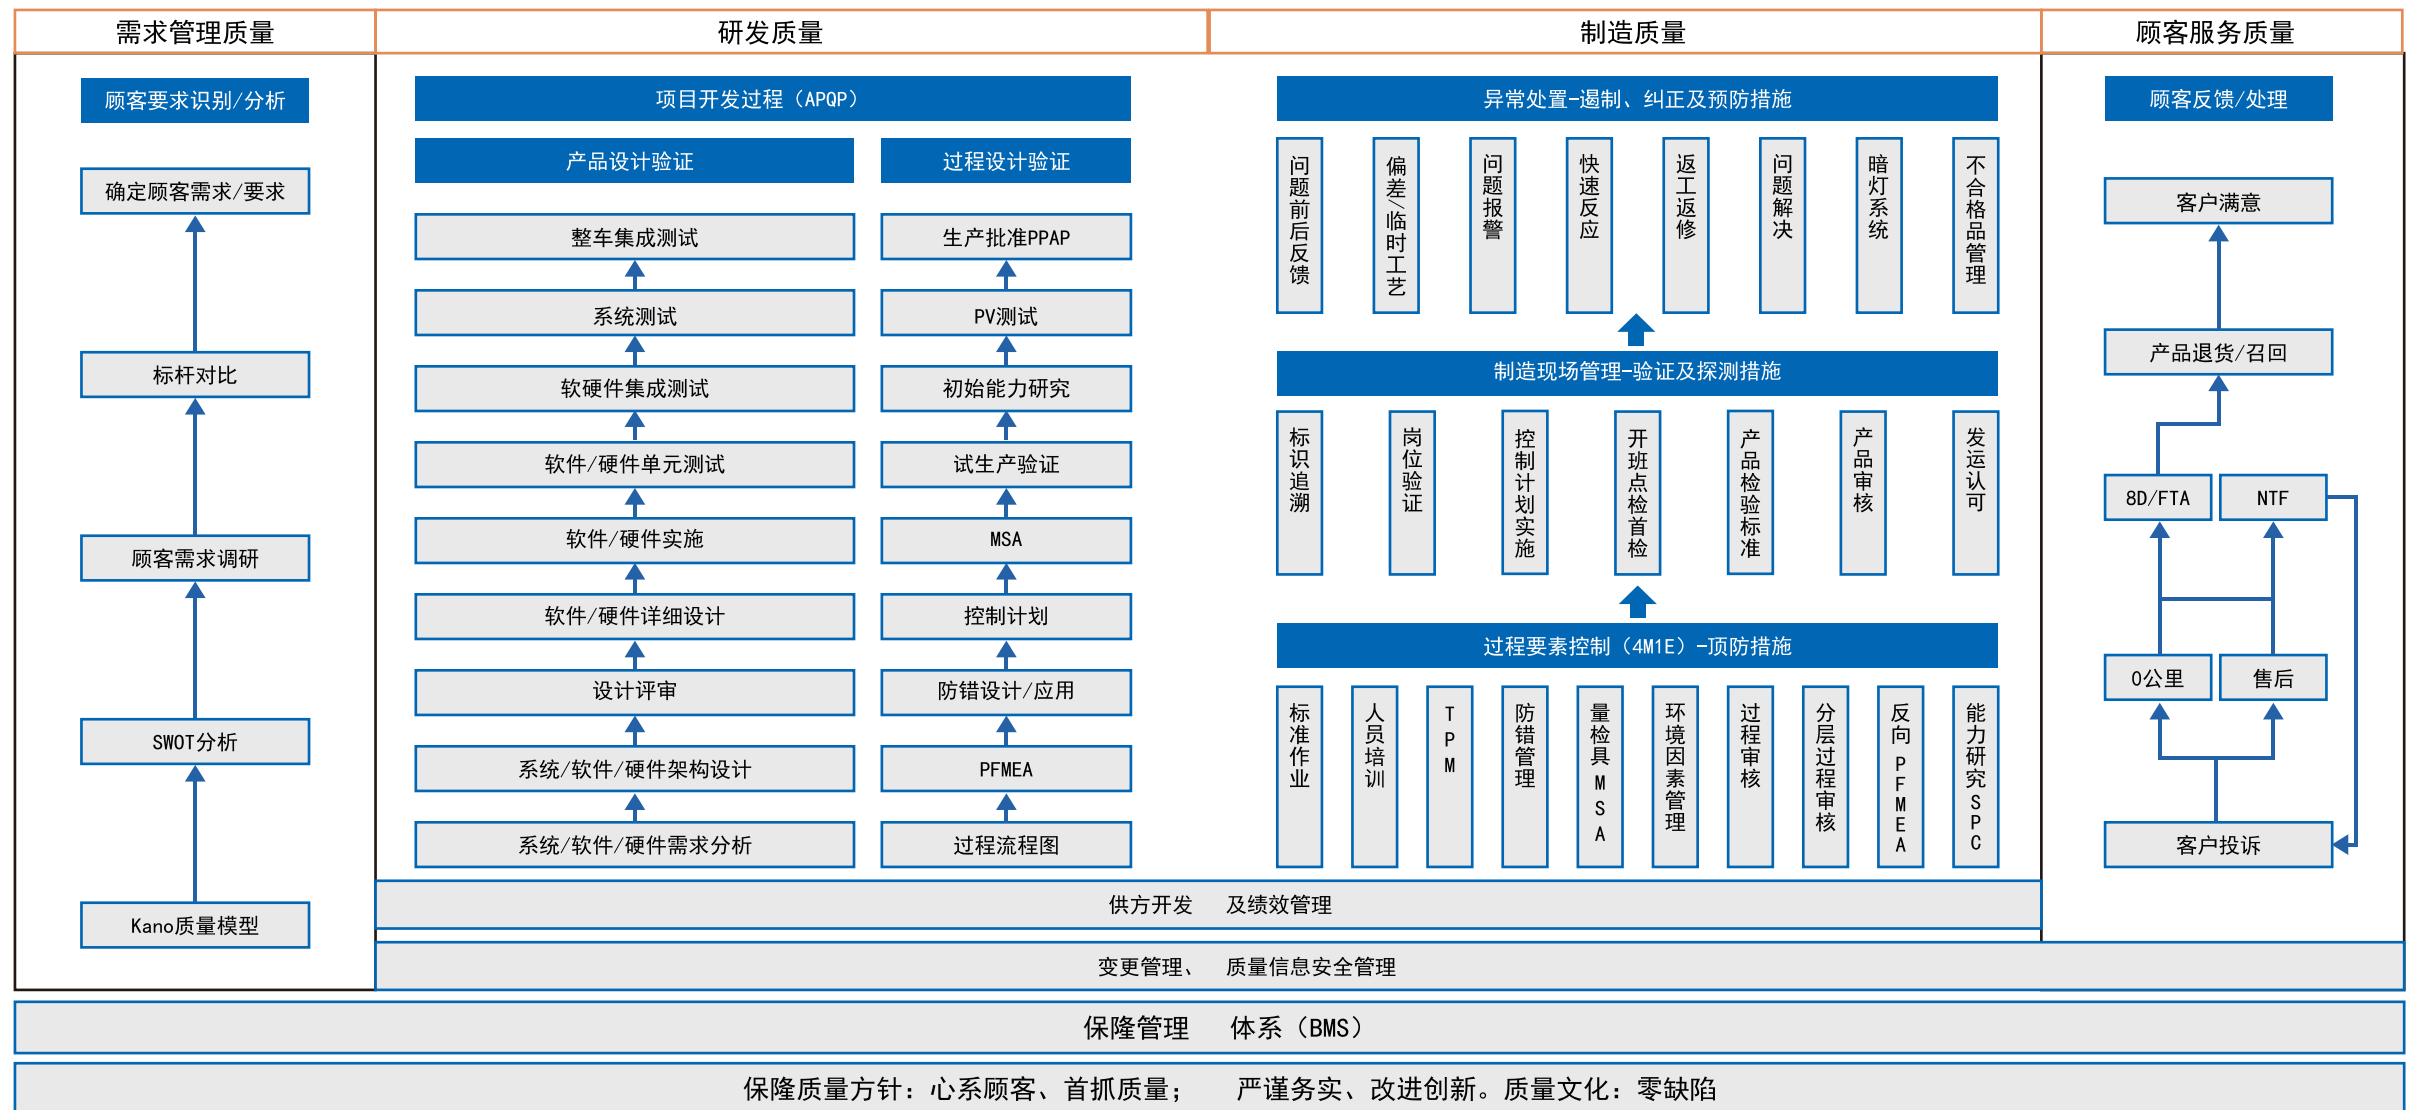 需求管理质量
研发质量
制造质量
顾客服务质量
顾客要求识别/分析
确定顾客需求/要求
标杆对比
顾客需求调研
SWOT分析
Kano质量模型
项目开发过程（APQP）
产品设计验证
整车集成测试
系统测试
软硬件集成测试
软件/硬件单元测试
软件/硬件实施
软件/硬件详细设计
设计评审
系统/软件/硬件架构设计
系统/软件/硬件需求分析
过程设计验证
生产批准PPAP
PV测试
初始能力研究
试生产验证
MSA
控制计划
防错设计/应用
PFMEA
过程流程图
异常处置-遏制、纠正及预防措施
问题前后反馈
偏差/临时工艺
问题报警
快速反应
返工返修
问题解决
暗灯系统
不合格品管理
制造现场管理-验证及探测措施
标识追溯
岗位验证
控制计划实施
开班点检首检
产品检验标准
产品审核
发运认可
过程要素控制（4M1E）-顶防措施
标准作业
人员培训
TPM
防错管理
量检具MSA
环境因素管理
过程审核
分层过程审核
反向PFMEA
能力研究SPC
顾客反馈/处理
客户满意
产品退货/召回
8D/FTA
NTF
0公里
售后
客户投诉
供方开发 及绩效管理
变更管理、 质量信息安全管理
保隆管理 体系（BMS）
保隆质量方针：心系顾客、首抓质量； 严谨务实、改进创新。质量文化：零缺陷